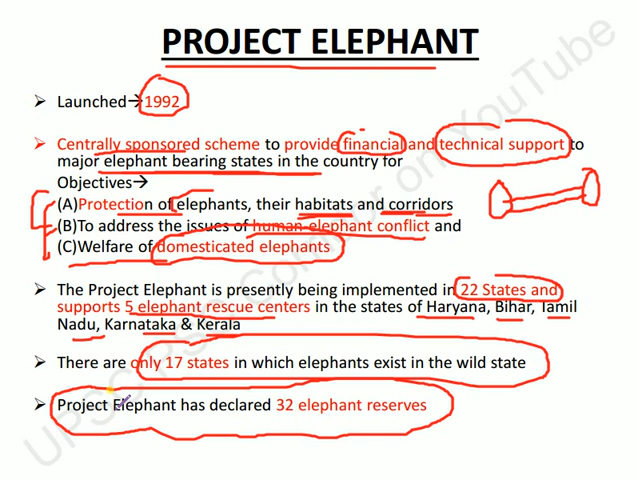 PROJECT ELEPHANT
➢ Launched→1992
➢ Centrally sponsored scheme to provide financial and technical support to
major elephant bearing states in the country for
Objectives→
(A)Protection of elephants, their habitats and corridors
(B)To address the issues of human-elephant conflict and
(C)Welfare of domesticated elephants
➢ The Project Elephant is presently being implemented in 22 States and
supports 5 elephant rescue centers in the states of Haryana, Bihar, Tamil
Nadu, Karnataka & Kerala
➢ There are only 17 states in which elephants exist in the wild state
➢ Project Elephant has declared 32 elephant reserves